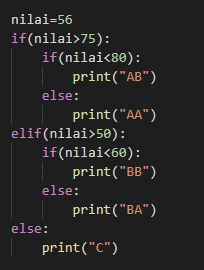 nilai=56
if(nilai>75):
    if(nilai<80):
        print("AB")
    else:
        print("AA")
elif(nilai>50):
    if(nilai<60):
        print("BB")
    else:
        print("BA")
else:
    print("C")